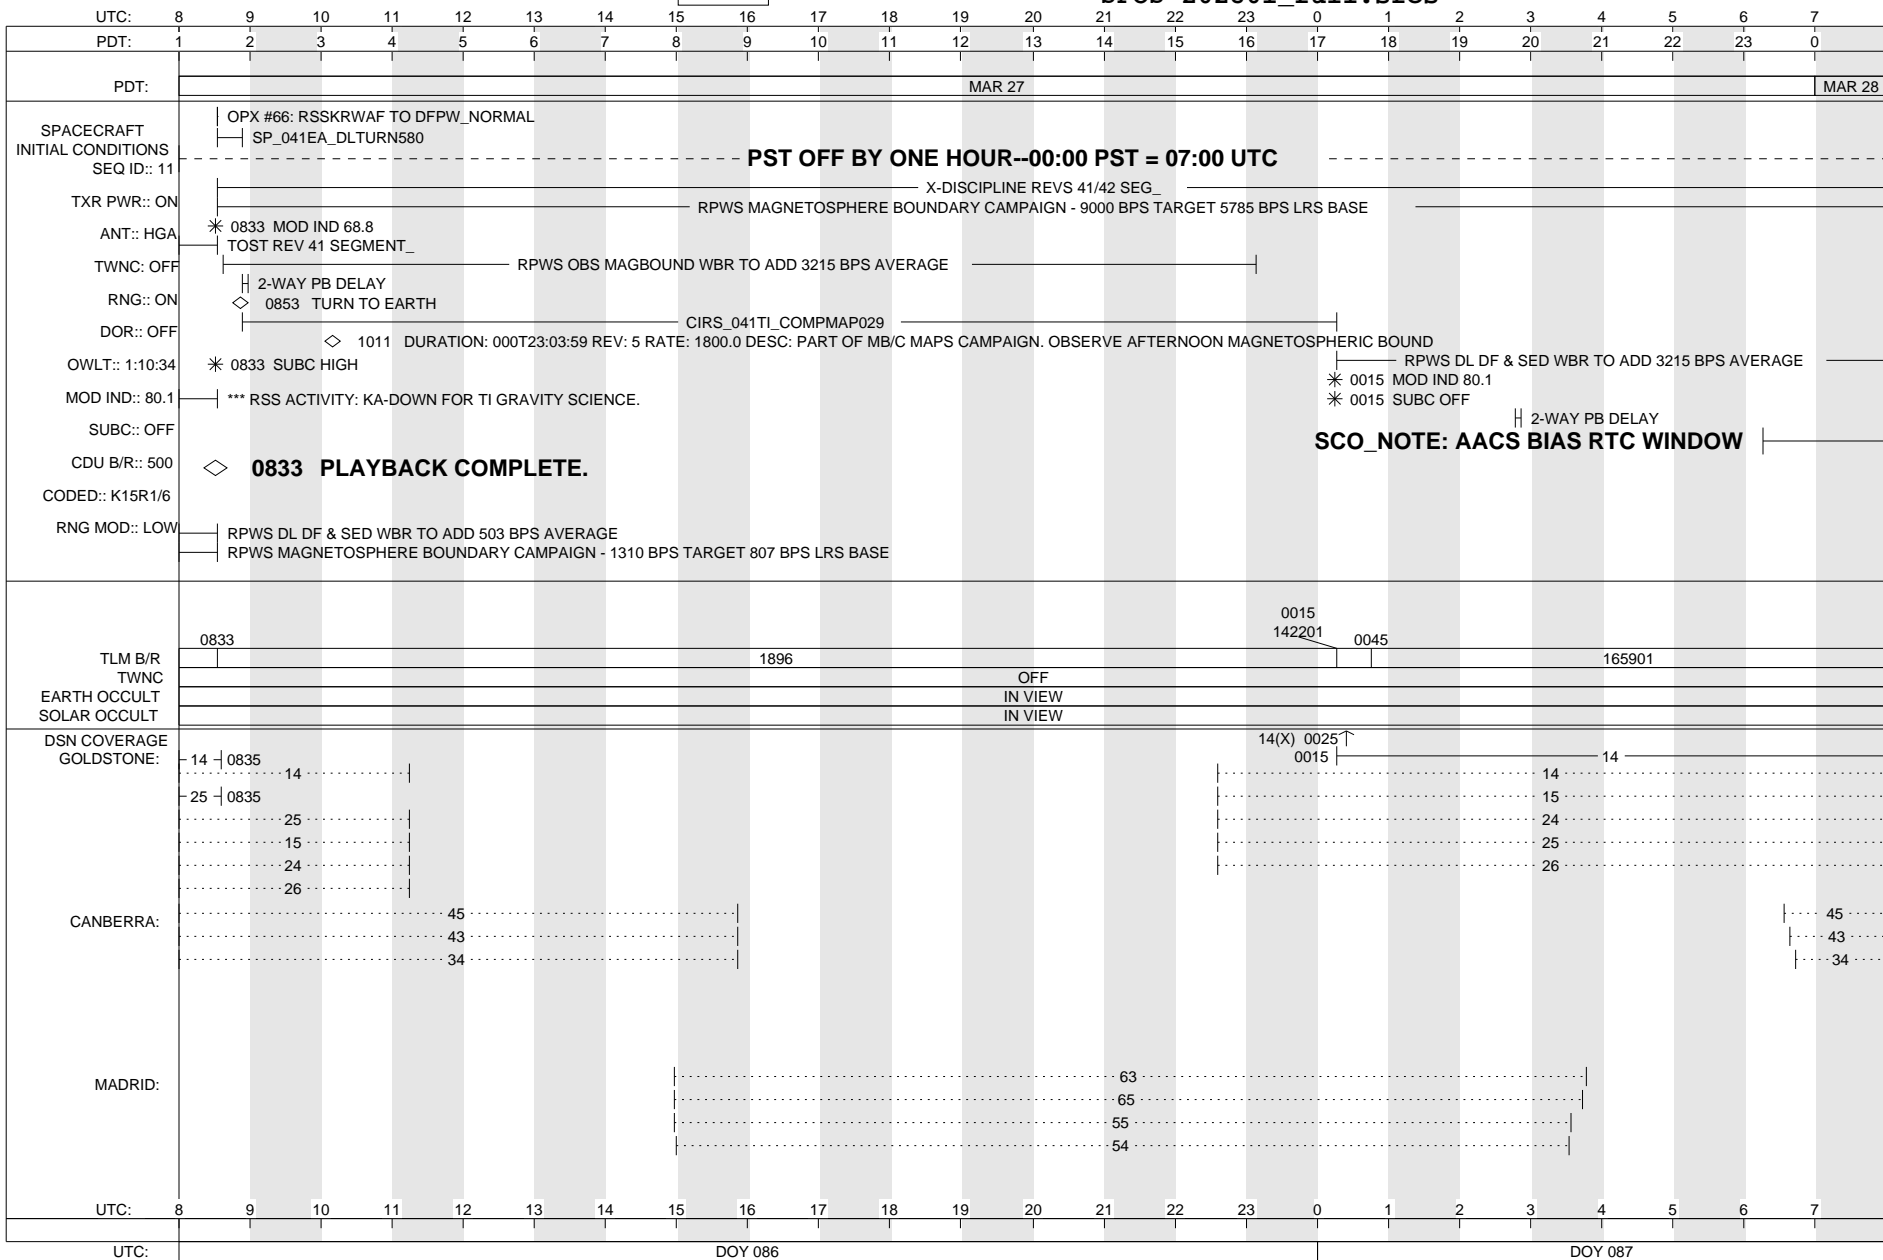 UTC: 8 9 10 11 12 13 14 15 16 17 18 19 20 21 22 23 0 1 2 3 4 5 6 7
PDT: 1 2 3 4 5 6 7 8 9 10 11 12 13 14 15 16 17 18 19 20 21 22 23 0
PDT: MAR 27 MAR 28
OPX #66: RSSKRWAF TO DFPW_NORMAL
SPACECRAFT
INITIAL CONDITIONS
SP_041EA_DLTURN580
SEQ ID:: 11
PST OFF BY ONE HOUR--00:00 PST = 07:00 UTC
X-DISCIPLINE REVS 41/42 SEG_
TXR PWR:: ON
RPWS MAGNETOSPHERE BOUNDARY CAMPAIGN - 9000 BPS TARGET 5785 BPS LRS BASE
0833 MOD IND 68.8
ANT:: HGA
TOST REV 41 SEGMENT_
TWNC: OFF
RPWS OBS MAGBOUND WBR TO ADD 3215 BPS AVERAGE
2-WAY PB DELAY
RNG:: ON
0853 TURN TO EARTH
CIRS_041TI_COMPMAP029
DOR:: OFF
1011 DURATION: 000T23:03:59 REV: 5 RATE: 1800.0 DESC: PART OF MB/C MAPS CAMPAIGN. OBSERVE AFTERNOON MAGNETOSPHERIC BOUND
RPWS DL DF & SED WBR TO ADD 3215 BPS AVERAGE
OWLT:: 1:10:34
0833 SUBC HIGH
0015 MOD IND 80.1
MOD IND:: 80.1
*** RSS ACTIVITY: KA-DOWN FOR TI GRAVITY SCIENCE.
0015 SUBC OFF
2-WAY PB DELAY
SUBC:: OFF
SCO_NOTE: AACS BIAS RTC WINDOW
CDU B/R:: 500
0833 PLAYBACK COMPLETE.
CODED:: K15R1/6
RNG MOD:: LOW
RPWS DL DF & SED WBR TO ADD 503 BPS AVERAGE
RPWS MAGNETOSPHERE BOUNDARY CAMPAIGN - 1310 BPS TARGET 807 BPS LRS BASE
0015
142201
0833 0045
TLM B/R 1896 165901
TWNC OFF
EARTH OCCULT IN VIEW
SOLAR OCCULT IN VIEW
DSN COVERAGE 14(X) 0025
GOLDSTONE: 14 0835 0015 14
14 14
25 0835 15
25 24
15 25
24 26
26
CANBERRA: 45 45
43 43
34 34
MADRID: 63
65
55
54
UTC: 8 9 10 11 12 13 14 15 16 17 18 19 20 21 22 23 0 1 2 3 4 5 6 7
UTC: DOY 086 DOY 087